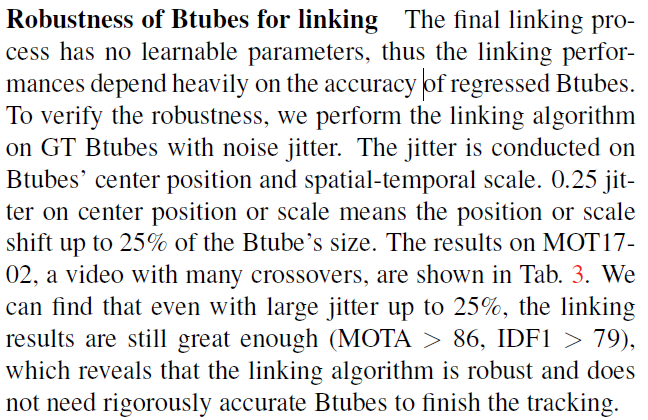 Robustness of Btubes for linking The final linking pro-
cess has no learnable parameters, thus the linking perfor-
mances depend heavily on the accuracy of regressed Btubes.
To verify the robustness, we perform the linking algorithm
on GT Btubes with noise jitter. The jitter is conducted on
Btubes' center position and spatial-temporal scale. 0.25 jit-
ter on center position or scale means the position or scale
shift up to 25% of the Btube's size. The results on MOT17-
02, a video with many crossovers, are shown in Tab. 3. We
can find that even with large jitter up to 25%, the linking
results are still great enough (MOTA > 86, IDF1 > 79),
which reveals that the linking algorithm is robust and does
not need rigorously accurate Btubes to finish the tracking.